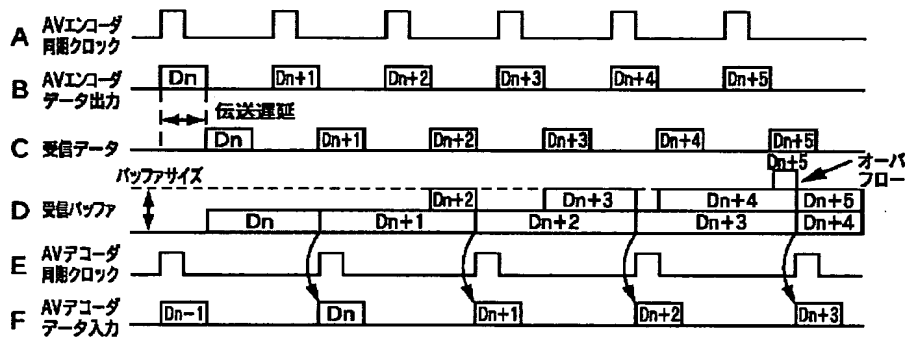 A AVエンコーダ
同期クロック
B AVエンコーダ
データ出力
Dn Dn+1 Dn+2 Dn+3 Dn+4 Dn+5
伝送遅延
C 受信データ
Dn Dn+1 Dn+2 Dn+3 Dn+4 Dn+5
バッファサイズ
Dn+5
オーバ
フロー
D 受信バッファ
Dn+2 Dn+3 Dn+4 Dn+5
Dn Dn+1 Dn+2 Dn+3 Dn+4
E AVデコーダ
同期クロック
F AVデコーダ
データ入力
Dn-1 Dn Dn+1 Dn+2 Dn+3